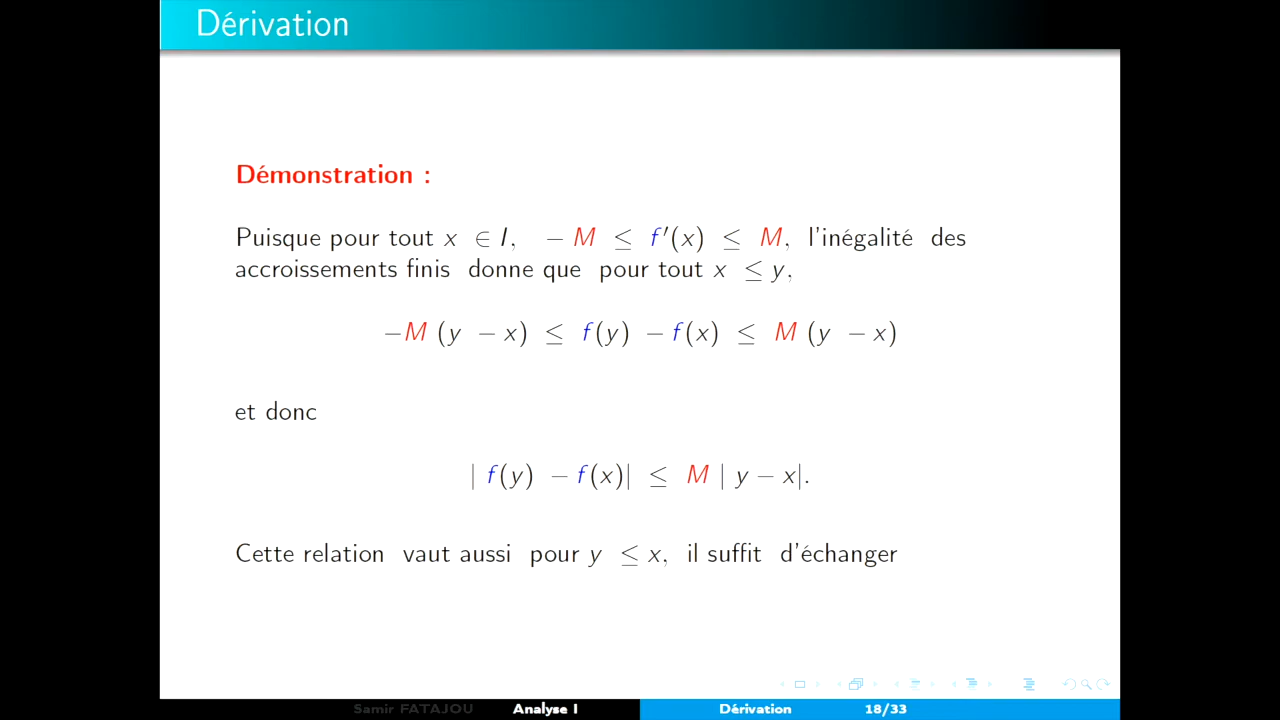 Dérivation
Démonstration :
Puisque pour tout x ∈ I, − M ≤ f′(x) ≤ M, l'inégalité des
accroissements finis donne que pour tout x ≤ y,
−M (y − x) ≤ f(y) − f(x) ≤ M (y − x)
et donc
| f(y) − f(x)| ≤ M | y − x|.
Cette relation vaut aussi pour y ≤ x, il suffit d'échanger
Samir FATAJOU Analyse I Dérivation 18/33